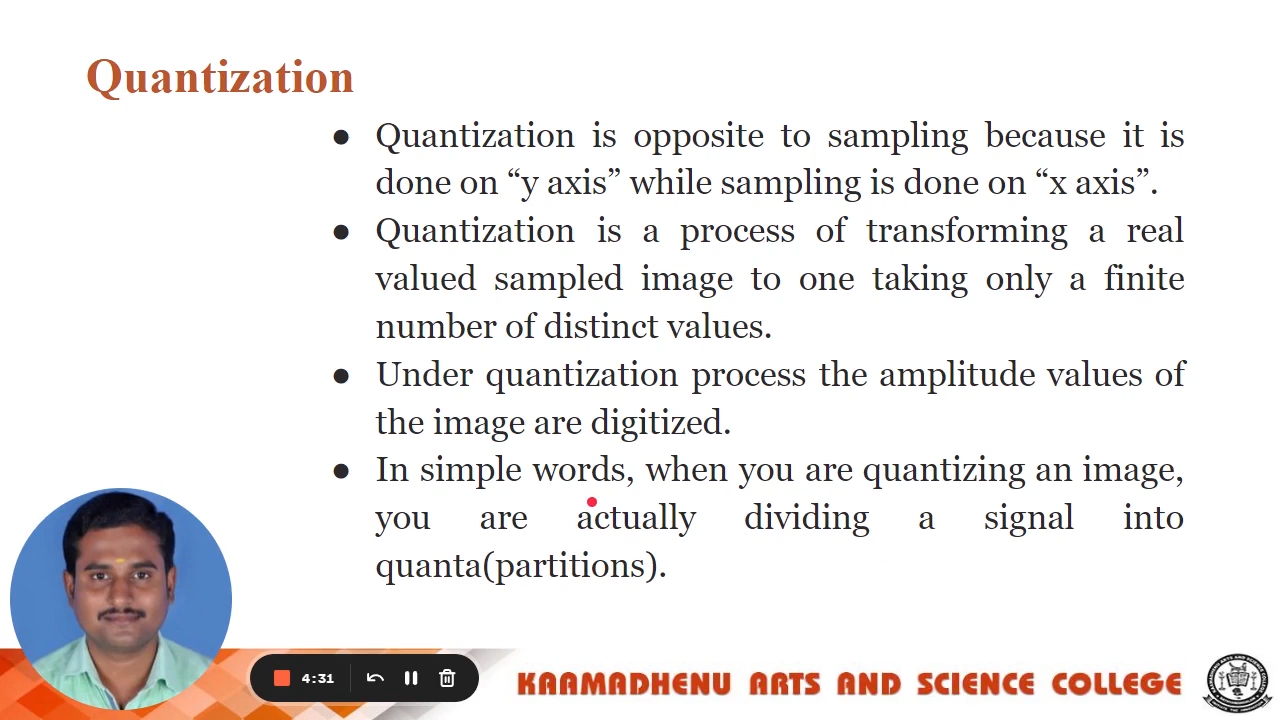 Quantization
● Quantization is opposite to sampling because it is
done on “y axis” while sampling is done on “x axis”.
● Quantization is a process of transforming a real
valued sampled image to one taking only a finite
number of distinct values.
● Under quantization process the amplitude values of
the image are digitized.
● In simple words, when you are quantizing an image,
you are actually dividing a signal into
quanta(partitions).
4:31
KAAMADHENU ARTS AND SCIENCE COLLEGE